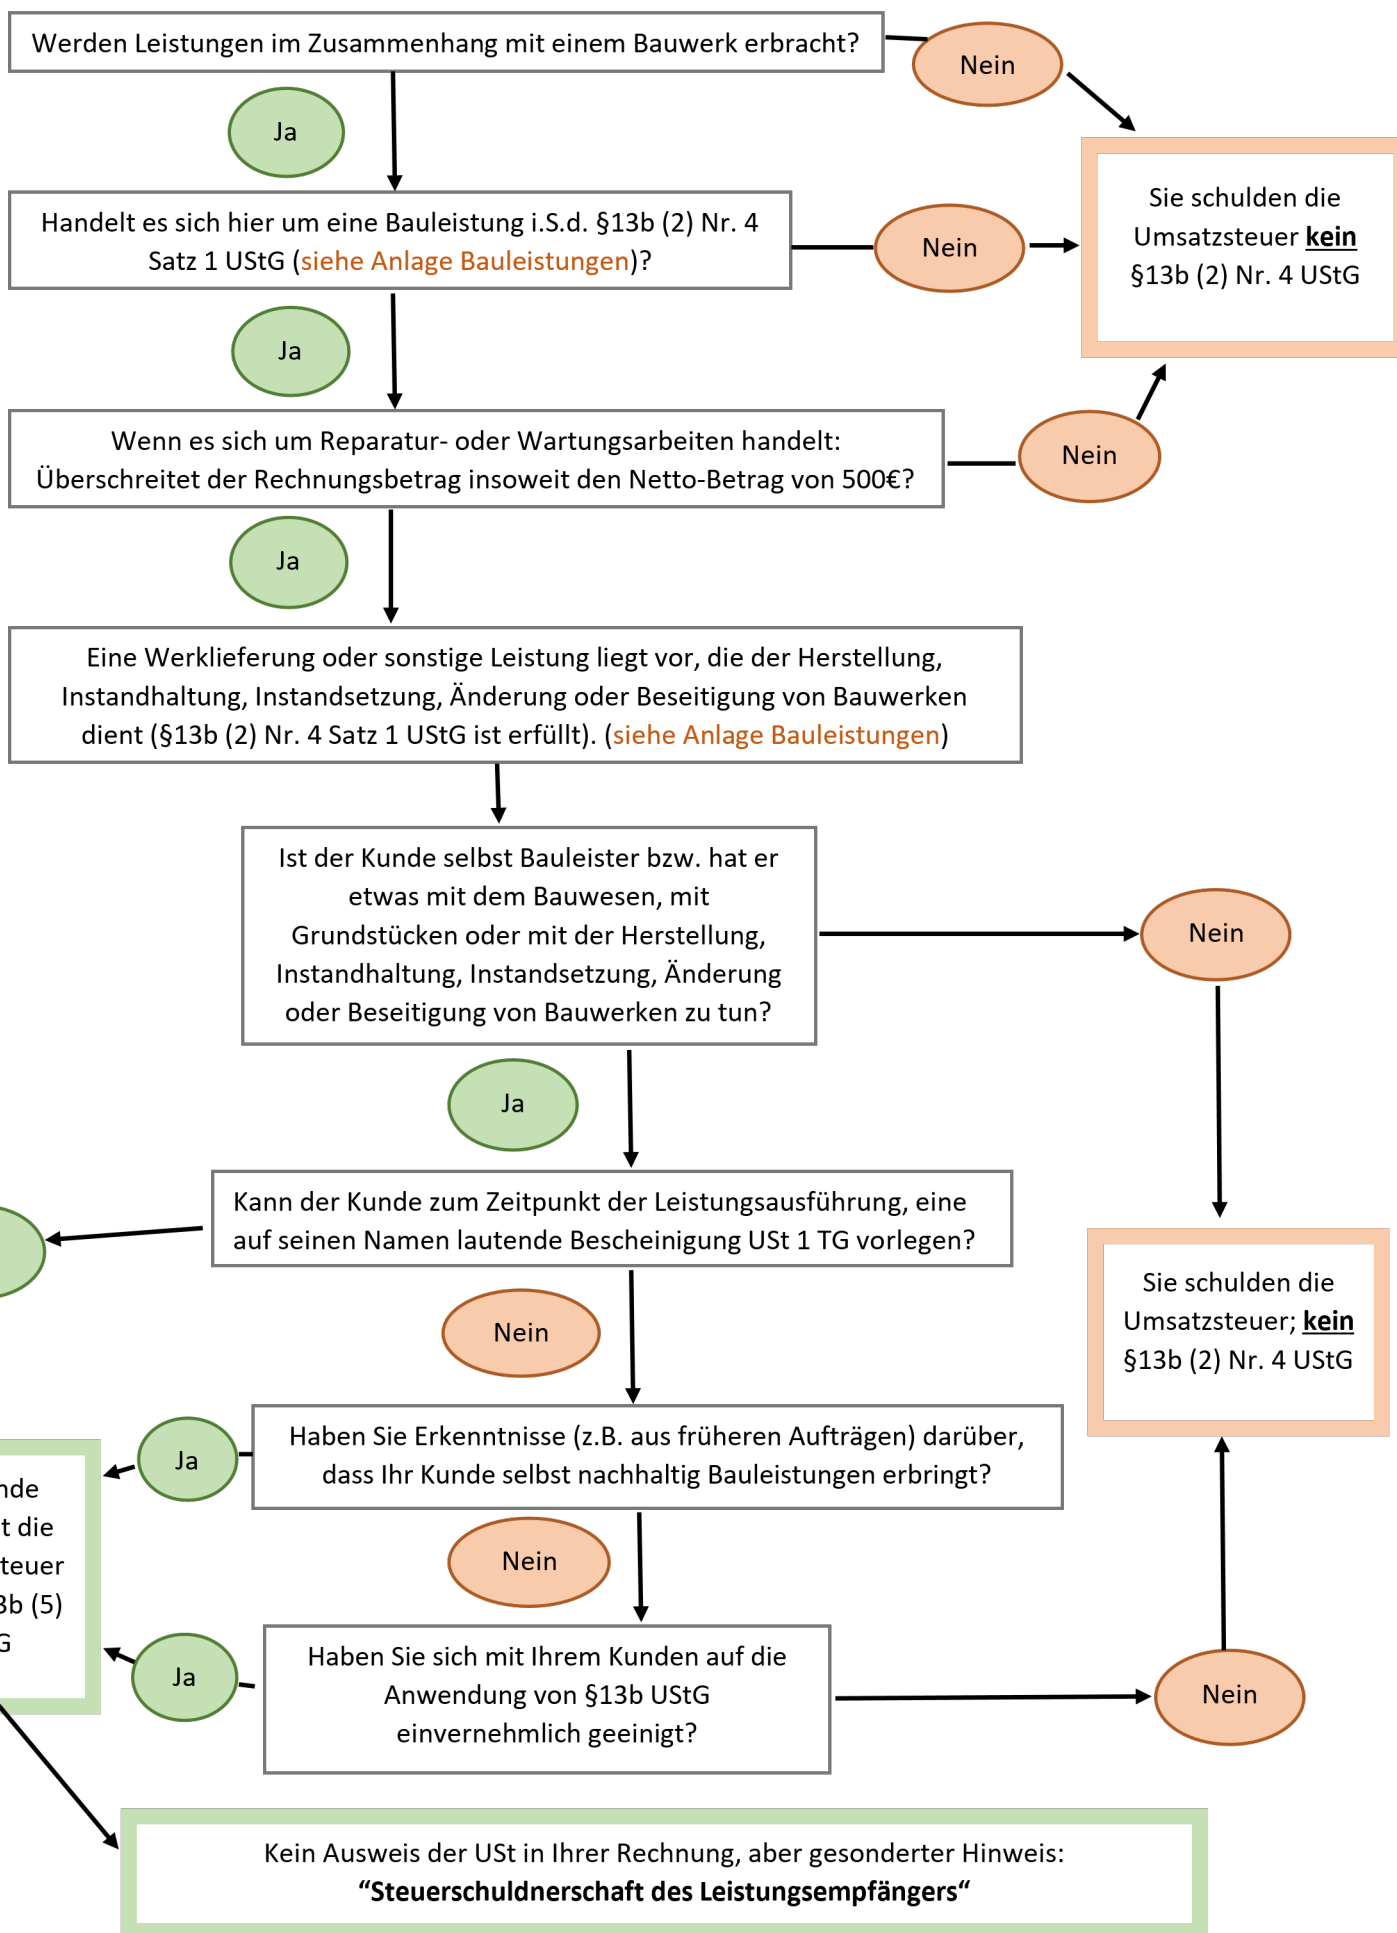 Werden Leistungen im Zusammenhang mit einem Bauwerk erbracht?
Nein
Ja
Sie schulden die
Umsatzsteuer kein
§13b (2) Nr. 4 UStG
Handelt es sich hier um eine Bauleistung i.S.d. §13b (2) Nr. 4
Satz 1 UStG (siehe Anlage Bauleistungen)?
Nein
Ja
Wenn es sich um Reparatur- oder Wartungsarbeiten handelt:
Überschreitet der Rechnungsbetrag insoweit den Netto-Betrag von 500€?
Nein
Ja
Eine Werklieferung oder sonstige Leistung liegt vor, die der Herstellung,
Instandhaltung, Instandsetzung, Änderung oder Beseitigung von Bauwerken
dient (§13b (2) Nr. 4 Satz 1 UStG ist erfüllt). (siehe Anlage Bauleistungen)
Ist der Kunde selbst Bauleister bzw. hat er
etwas mit dem Bauwesen, mit
Grundstücken oder mit der Herstellung,
Instandhaltung, Instandsetzung, Änderung
oder Beseitigung von Bauwerken zu tun?
Nein
Ja
Kann der Kunde zum Zeitpunkt der Leistungsausführung, eine
auf seinen Namen lautende Bescheinigung USt 1 TG vorlegen?
Sie schulden die
Umsatzsteuer; kein
§13b (2) Nr. 4 UStG
Nein
Haben Sie Erkenntnisse (z.B. aus früheren Aufträgen) darüber,
dass Ihr Kunde selbst nachhaltig Bauleistungen erbringt?
Ja
nde
t die
teuer
3b (5)
G
Nein
Haben Sie sich mit Ihrem Kunden auf die
Anwendung von §13b UStG
einvernehmlich geeinigt?
Ja
Nein
Kein Ausweis der USt in Ihrer Rechnung, aber gesonderter Hinweis:
“Steuerschuldnerschaft des Leistungsempfängers“